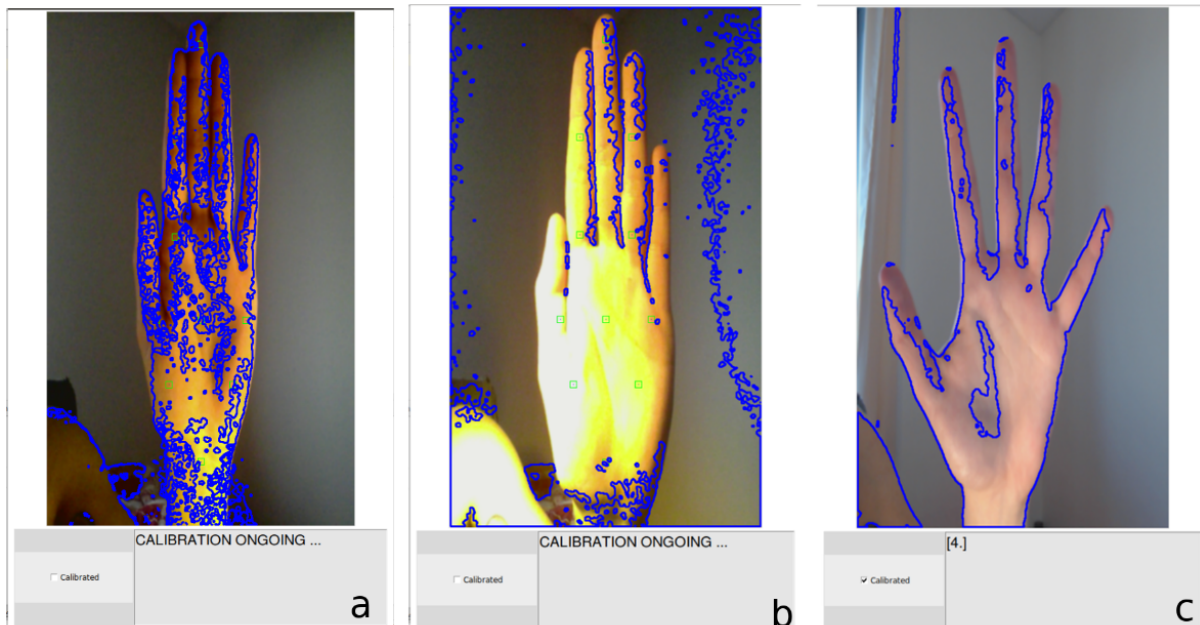 CALIBRATION ONGOING ...
Calibrated
a
CALIBRATION ONGOING ...
Calibrated
b
[4.]
Calibrated
c